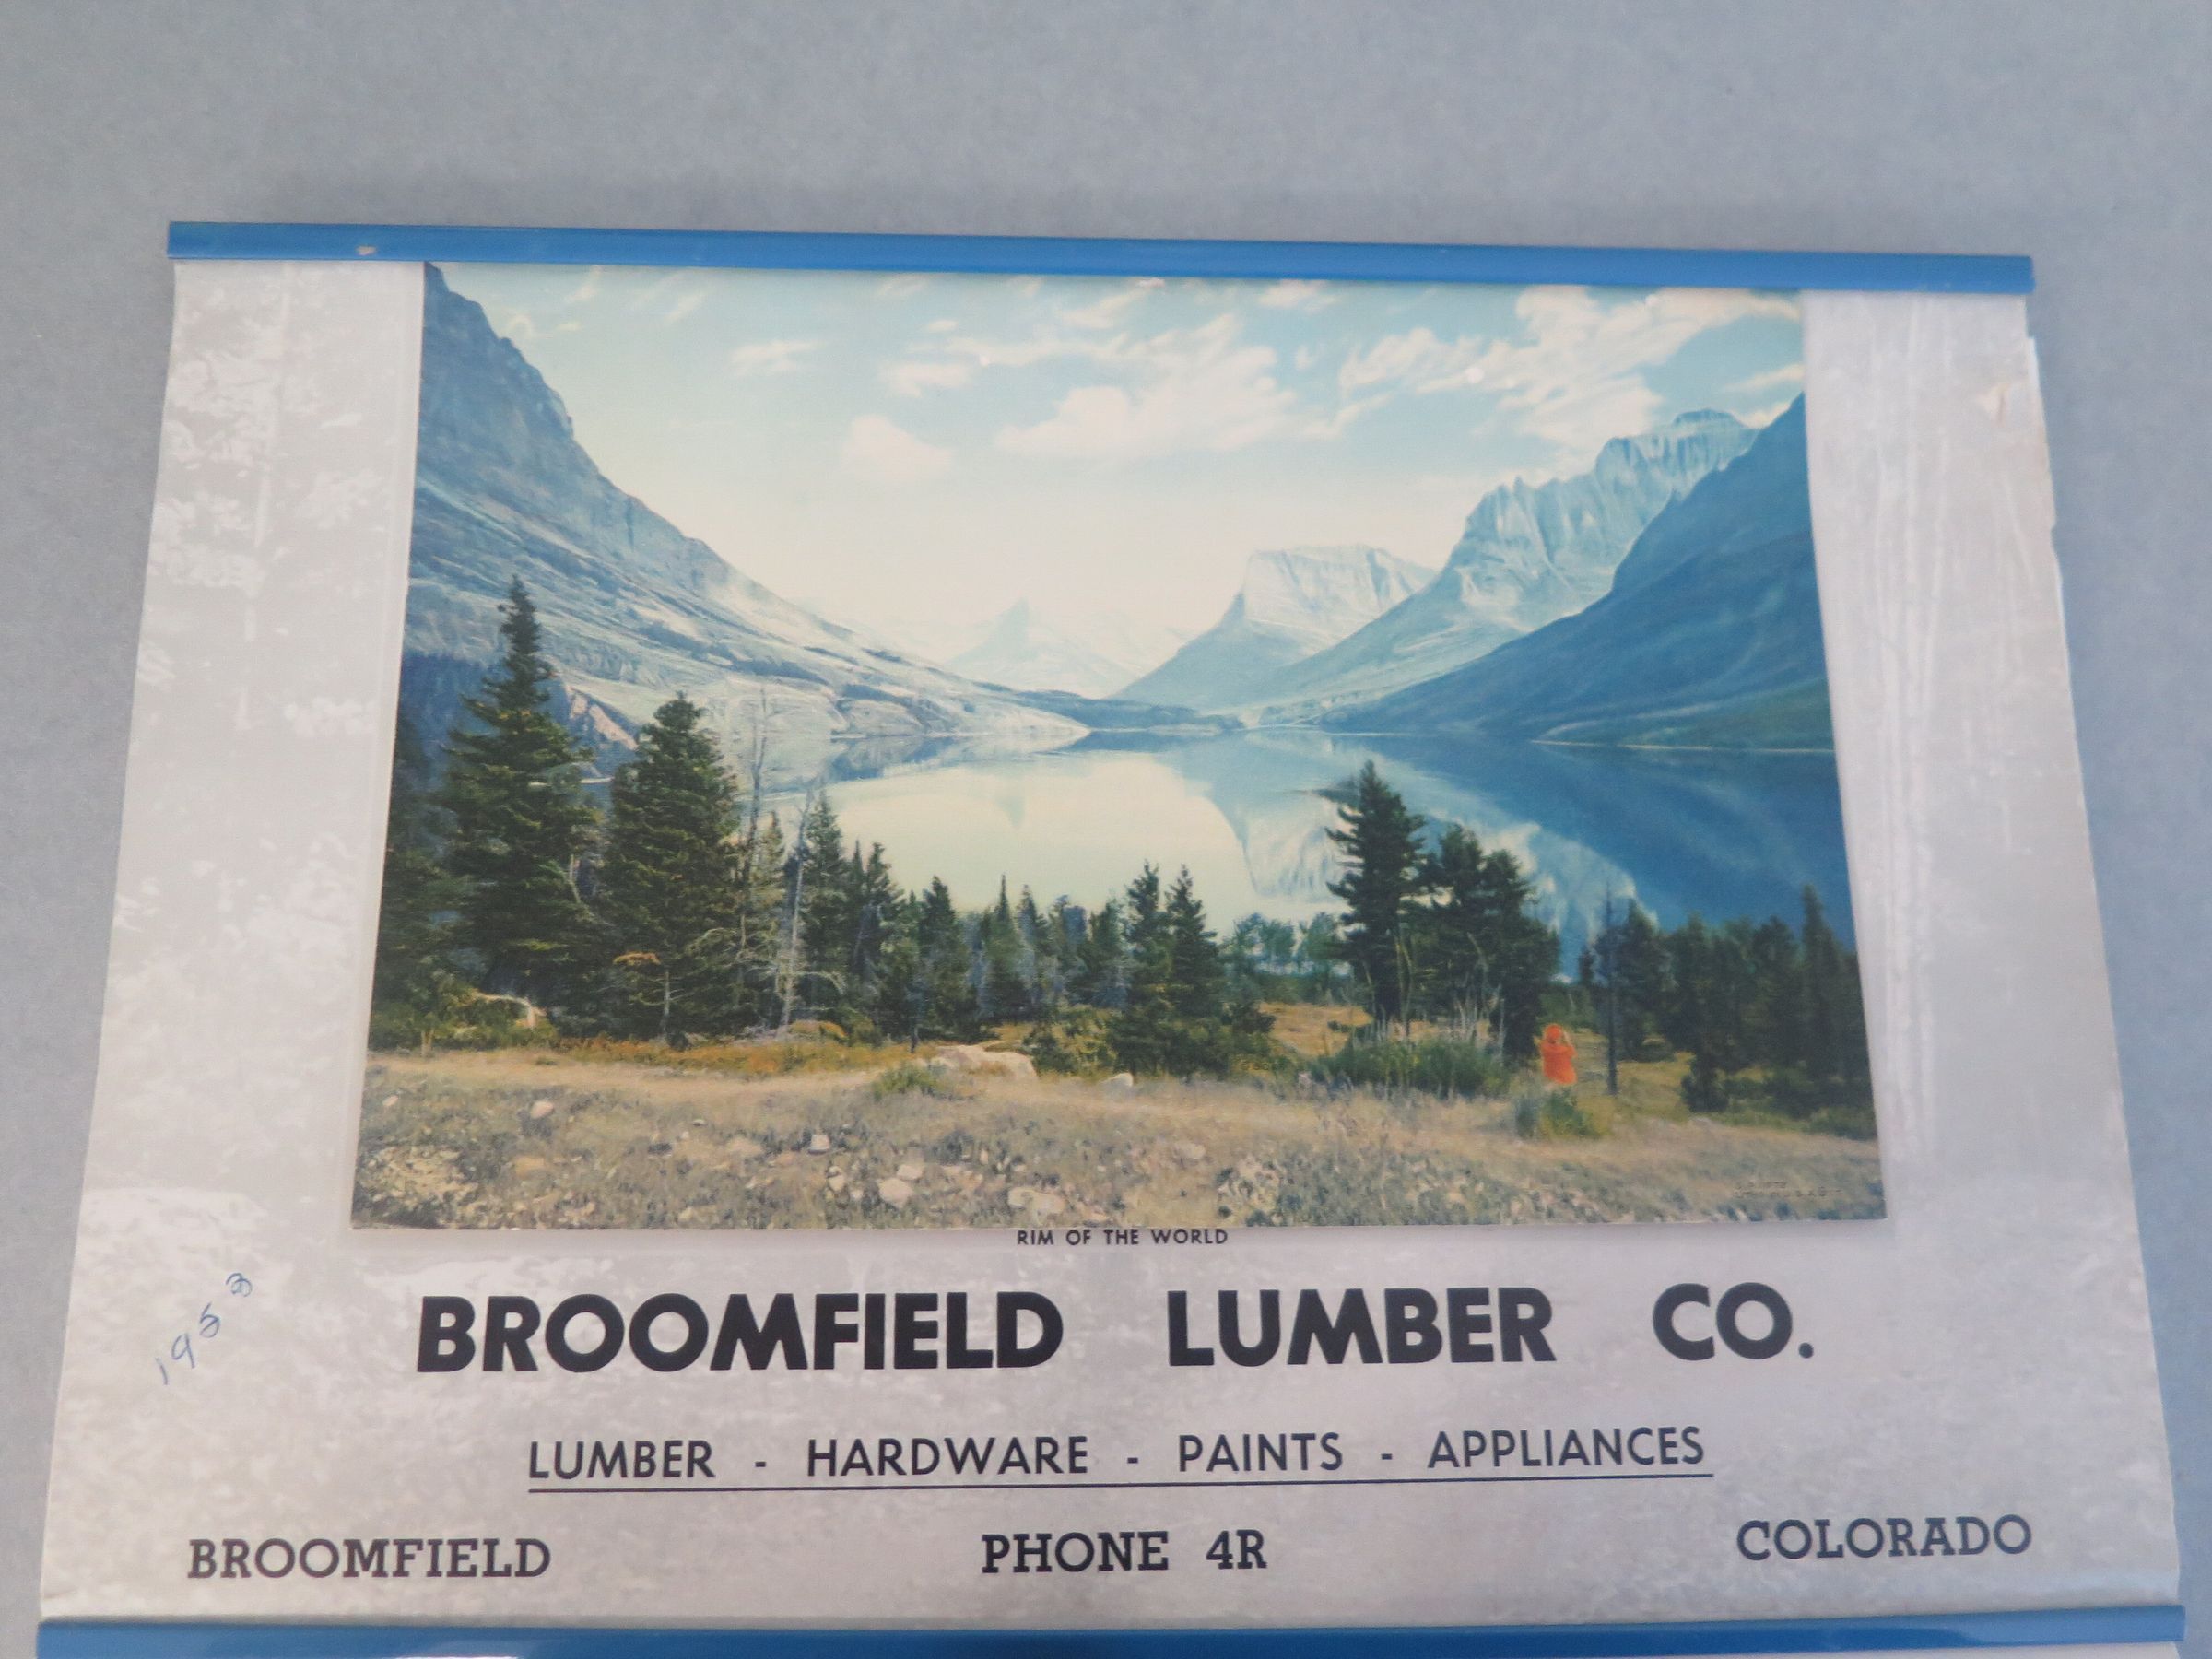 RIM OF THE WORLD
BROOMFIELD LUMBER CO.
1953
LUMBER - HARDWARE - PAINTS - APPLIANCES
BROOMFIELD PHONE 4R COLORADO